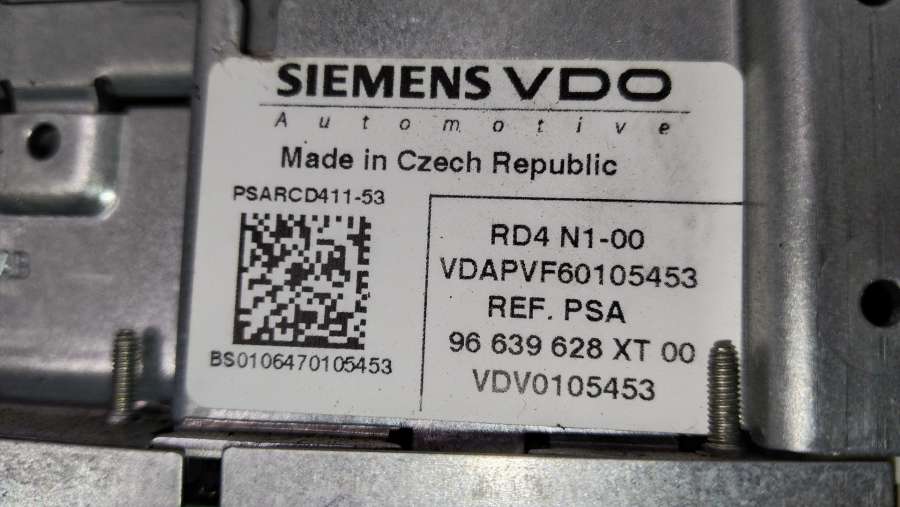 SIEMENS VDO
Automotive
Made in Czech Republic
PSARCD411-53
BS0106470105453
RD4 N1-00
VDAPVF60105453
REF. PSA
96 639 628 XT 00
VDV0105453